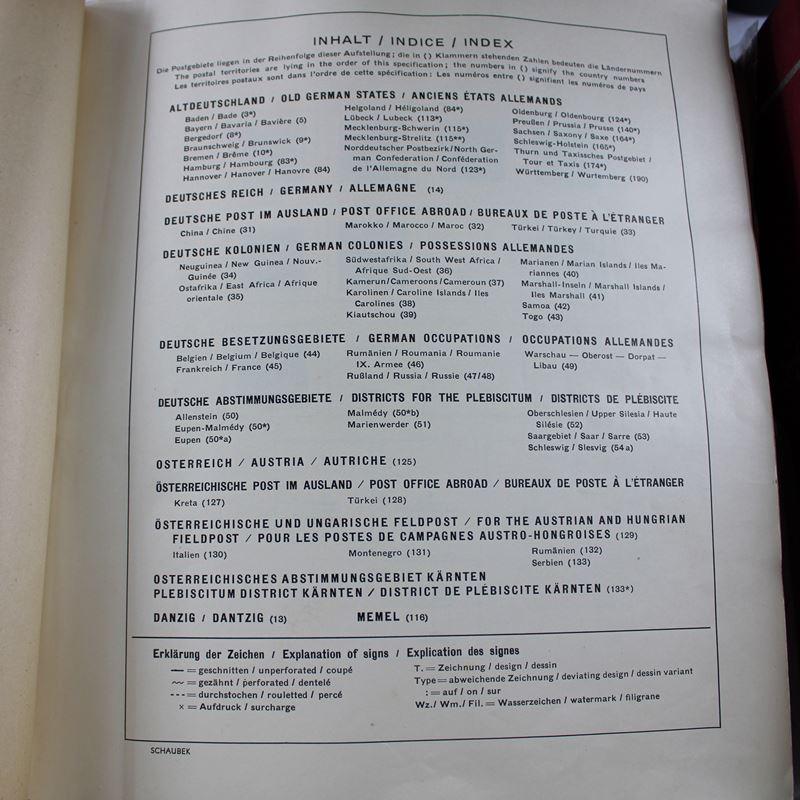 INHALT / INDICE / INDEX
Die Postgebiete liegen in der Reihenfolge dieser Aufstellung; die in () Klammern stehenden Zahlen bedeuten die Ländernummern
The postal territories are lying in the order of this specification; the numbers in () signify the country numbers
Les territoires postaux sont dans l'ordre de cette spécification: Les numéros entre () signifient les numéros de pays
ALTDEUTSCHLAND / OLD GERMAN STATES / ANCIENS ÉTATS ALLEMANDS
Baden / Bade (3*)
Bayern / Bavaria / Bavière (5)
Bergedorf (8*)
Braunschweig / Brunswick (9*)
Bremen / Brême (10*)
Hamburg / Hambourg (83*)
Hannover / Hanover / Hanovre (84)
Helgoland / Héligoland (84*)
Lübeck / Lubeck (113*)
Mecklenburg-Schwerin (115*)
Mecklenburg-Strelitz (115**)
Norddeutscher Postbezirk/North Ger-
man Confederation / Confédération
de l'Allemagne du Nord (123*)
Oldenburg / Oldenbourg (124*)
Preußen / Prussia / Prusse (140*)
Sachsen / Saxony / Saxe (164*)
Schleswig-Holstein (165*)
Thurn und Taxissches Postgebiet /
Tour et Taxis (174*)
Württemberg / Wurtemberg (190)
DEUTSCHES REICH / GERMANY / ALLEMAGNE (14)
DEUTSCHE POST IM AUSLAND / POST OFFICE ABROAD / BUREAUX DE POSTE À L'ÉTRANGER
China / Chine (31)
Marokko / Marocco / Maroc (32)
Türkei / Türkey / Turquie (33)
DEUTSCHE KOLONIEN / GERMAN COLONIES / POSSESSIONS ALLEMANDES
Neuguinea / New Guinea / Nouv.-
Guinée (34)
Ostafrika / East Africa / Afrique
orientale (35)
Südwestafrika / South West Africa /
Afrique Sud-Oest (36)
Kamerun/Cameroons/Cameroun (37)
Karolinen / Caroline Islands / Iles
Carolines (38)
Kiautschou (39)
Marianen / Marian Islands / Iles Ma-
riannes (40)
Marshall-Inseln / Marshall Islands /
Iles Marshall (41)
Samoa (42)
Togo (43)
DEUTSCHE BESETZUNGSGEBIETE / GERMAN OCCUPATIONS / OCCUPATIONS ALLEMANDES
Belgien / Belgium / Belgique (44)
Frankreich / France (45)
Rumänien / Roumania / Roumanie
IX. Armee (46)
Rußland / Russia / Russie (47/48)
Warschau — Oberost — Dorpat —
Libau (49)
DEUTSCHE ABSTIMMUNGSGEBIETE / DISTRICTS FOR THE PLEBISCITUM / DISTRICTS DE PLÉBISCITE
Allenstein (50)
Eupen-Malmédy (50*)
Eupen (50*a)
Malmédy (50*b)
Marienwerder (51)
Oberschlesien / Upper Silesia / Haute
Silésie (52)
Saargebiet / Saar / Sarre (53)
Schleswig / Slesvig (54a)
OSTERREICH / AUSTRIA / AUTRICHE (125)
ÖSTERREICHISCHE POST IM AUSLAND / POST OFFICE ABROAD / BUREAUX DE POSTE À L'ÉTRANGER
Kreta (127)
Türkei (128)
ÖSTERREICHISCHE UND UNGARISCHE FELDPOST / FOR THE AUSTRIAN AND HUNGRIAN
FIELDPOST / POUR LES POSTES DE CAMPAGNES AUSTRO-HONGROISES (129)
Italien (130)
Montenegro (131)
Rumänien (132)
Serbien (133)
OSTERREICHISCHES ABSTIMMUNGSGEBIET KÄRNTEN
PLEBISCITUM DISTRICT KÄRNTEN / DISTRICT DE PLÉBISCITE KÄRNTEN (133*)
DANZIG / DANTZIG (13)
MEMEL (116)
Erklärung der Zeichen / Explanation of signs / Explication des signes
— = geschnitten / unperforated / coupé
~~ = gezähnt / perforated / dentelé
--- = durchstochen / rouletted / percé
× = Aufdruck / surcharge
T. = Zeichnung / design / dessin
Type = abweichende Zeichnung / deviating design / dessin variant
: = auf / on / sur
Wz./ Wm./ Fil. = Wasserzeichen / watermark / filigrane
SCHAUBEK